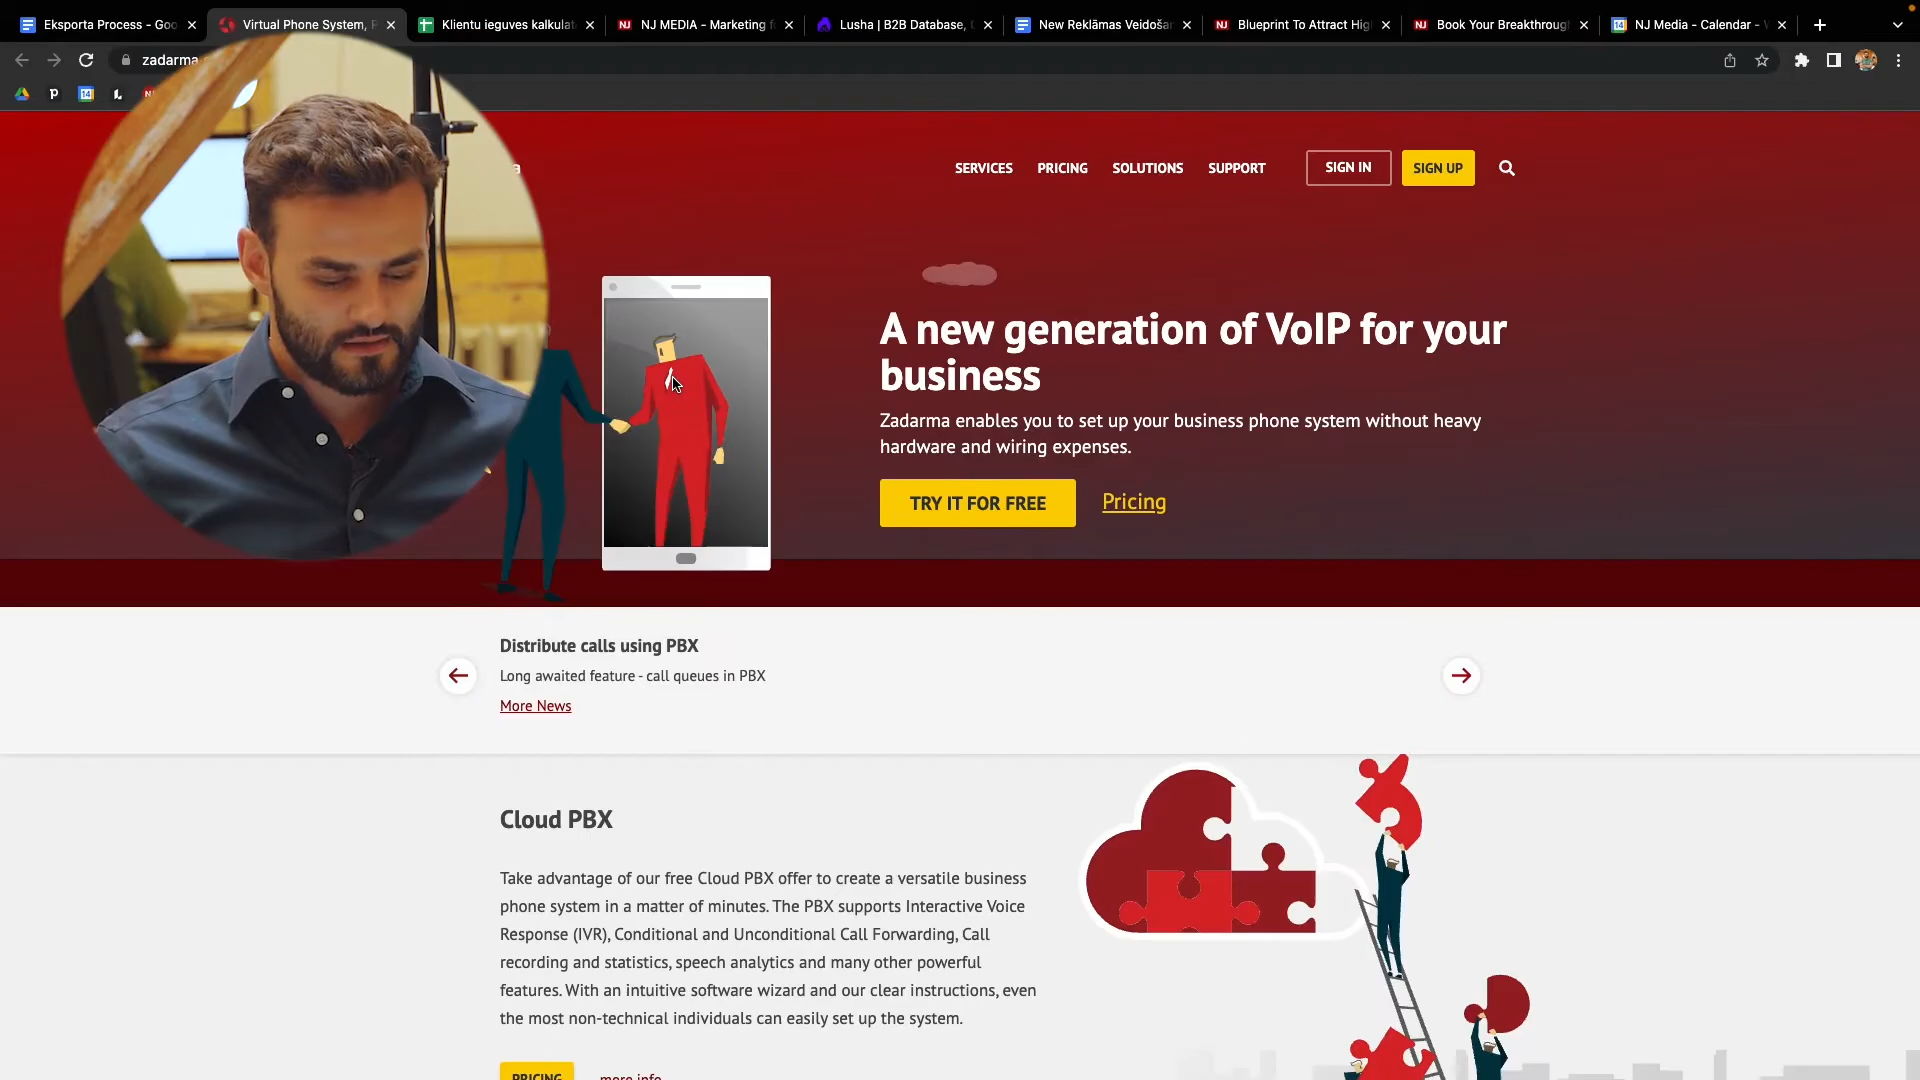 Eksporta Process - Goo
Virtual Phone System, P
Klientu ieguves kalkulat
NJ MEDIA - Marketing f
Lusha | B2B Database,
New Reklāmas Veidošan
Blueprint To Attract Hig
Book Your Breakthroug
NJ Media - Calendar -
zadarma
SERVICES
PRICING
SOLUTIONS
SUPPORT
SIGN IN
SIGN UP
A new generation of VoIP for your
business
Zadarma enables you to set up your business phone system without heavy
hardware and wiring expenses.
TRY IT FOR FREE
Pricing
Distribute calls using PBX
Long awaited feature - call queues in PBX
More News
Cloud PBX
Take advantage of our free Cloud PBX offer to create a versatile business
phone system in a matter of minutes. The PBX supports Interactive Voice
Response (IVR), Conditional and Unconditional Call Forwarding, Call
recording and statistics, speech analytics and many other powerful
features. With an intuitive software wizard and our clear instructions, even
the most non-technical individuals can easily set up the system.
PRICING
more info